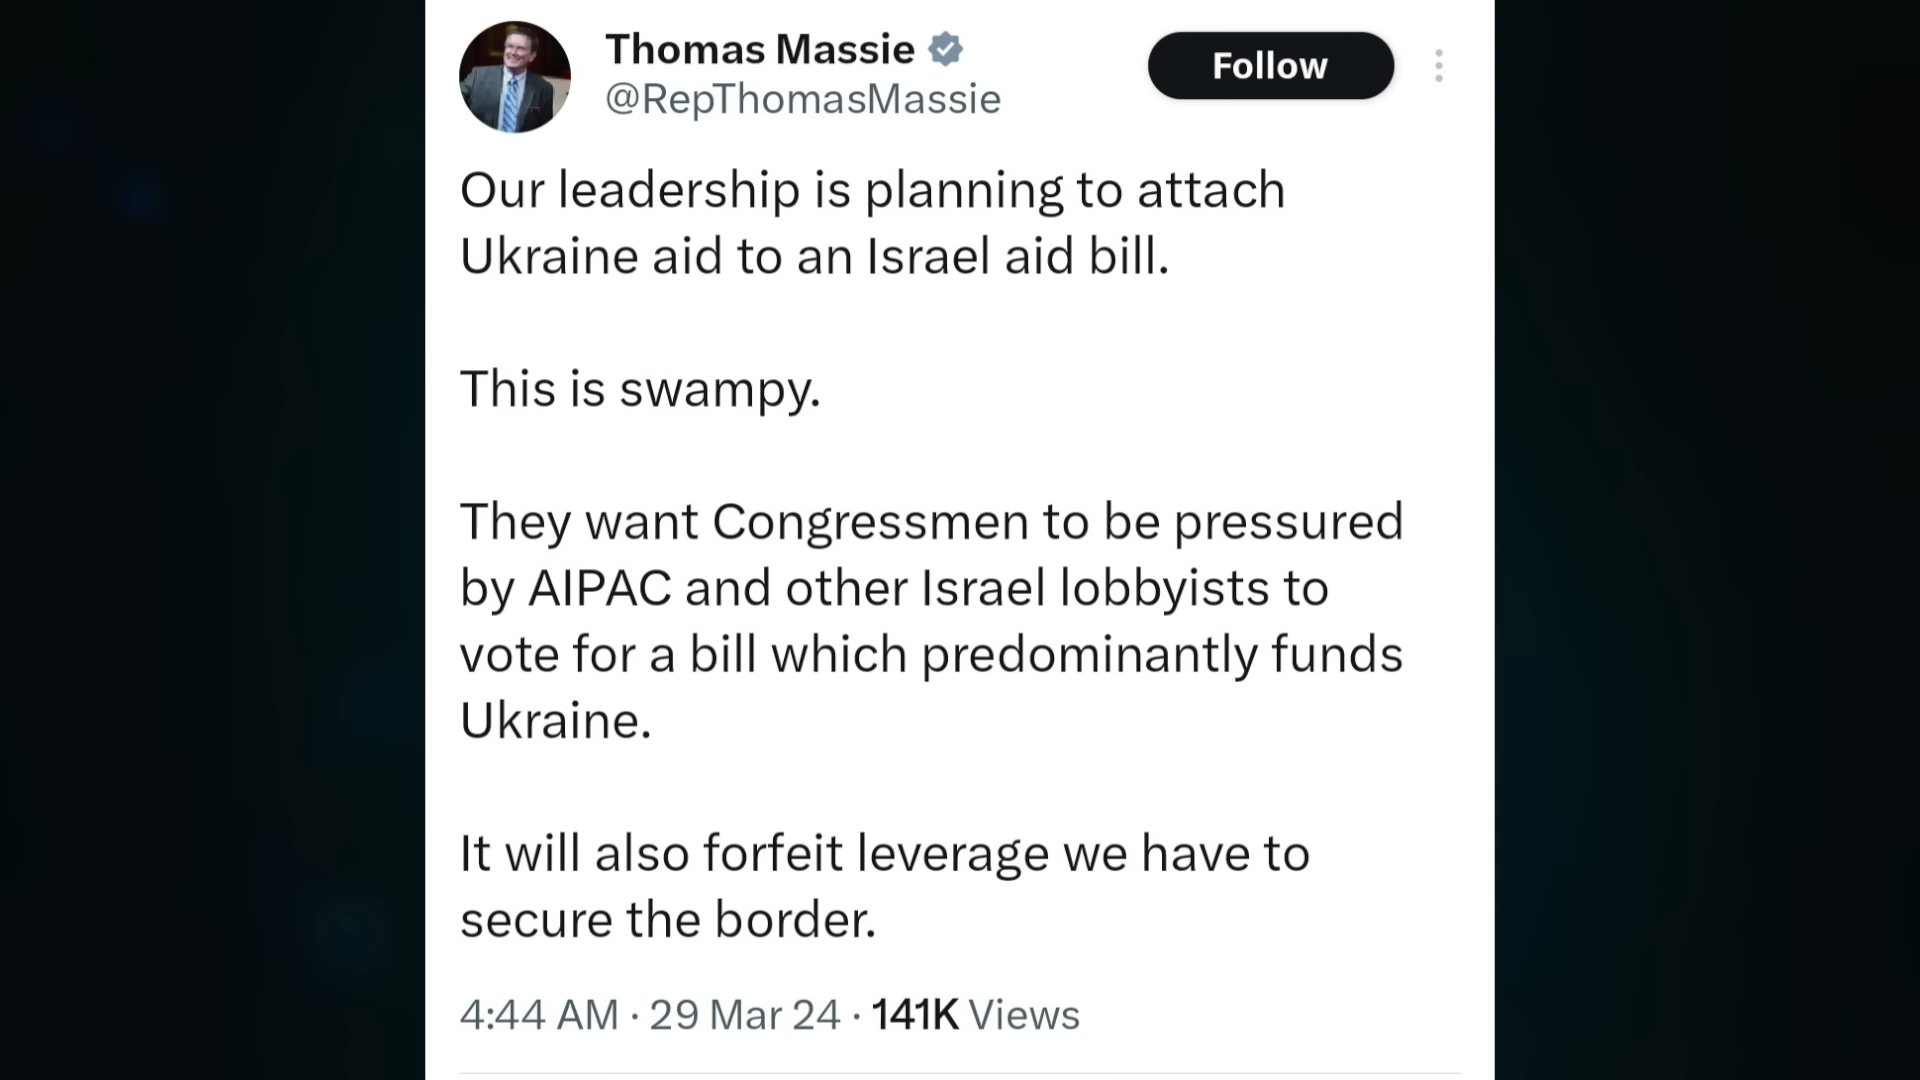 Thomas Massie
Follow
@RepThomasMassie
Our leadership is planning to attach
Ukraine aid to an Israel aid bill.
This is swampy.
They want Congressmen to be pressured
by AIPAC and other Israel lobbyists to
vote for a bill which predominantly funds
Ukraine.
It will also forfeit leverage we have to
secure the border.
4:44 AM · 29 Mar 24 · 141K Views